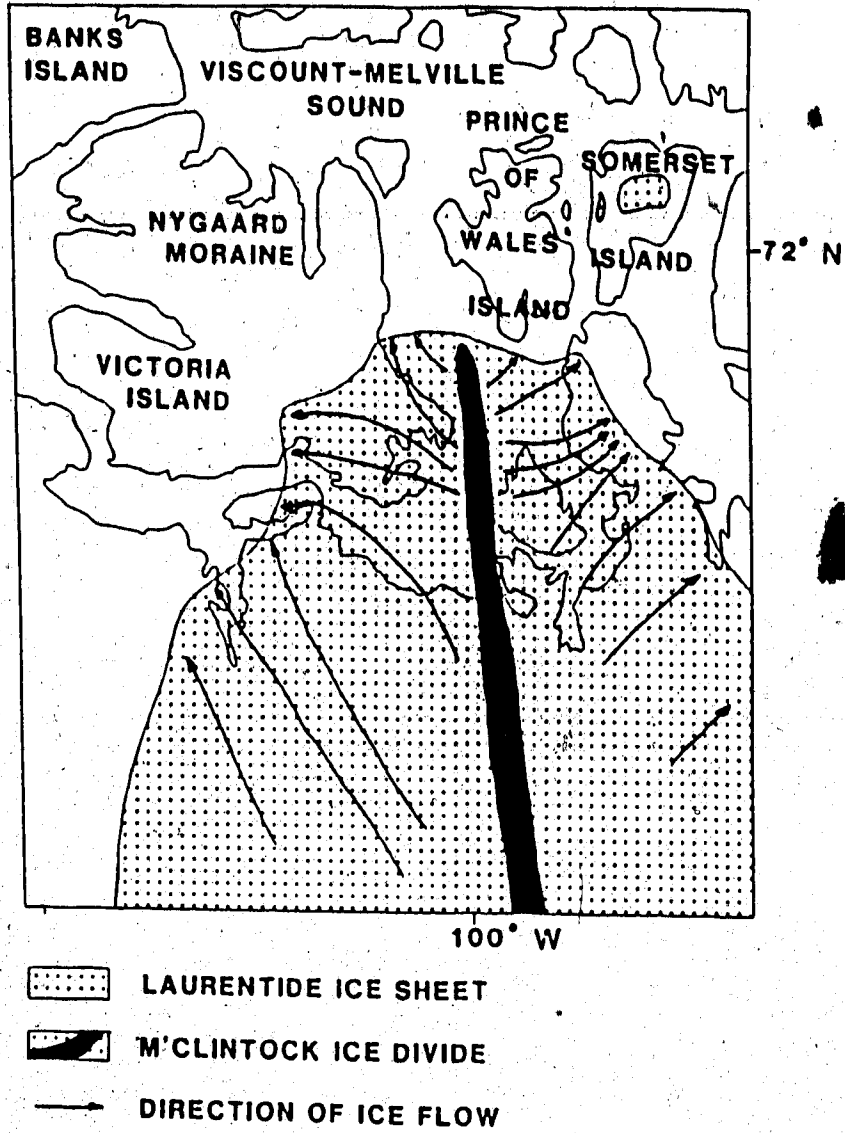 BANKS
ISLAND
VISCOUNT-MELVILLE
SOUND
PRINCE
OF
WALES
ISLAND
SOMERSET
ISLAND
NYGAARD
MORAINE
72° N
VICTORIA
ISLAND
100° W
LAURENTIDE ICE SHEET
M'CLINTOCK ICE DIVIDE
DIRECTION OF ICE FLOW